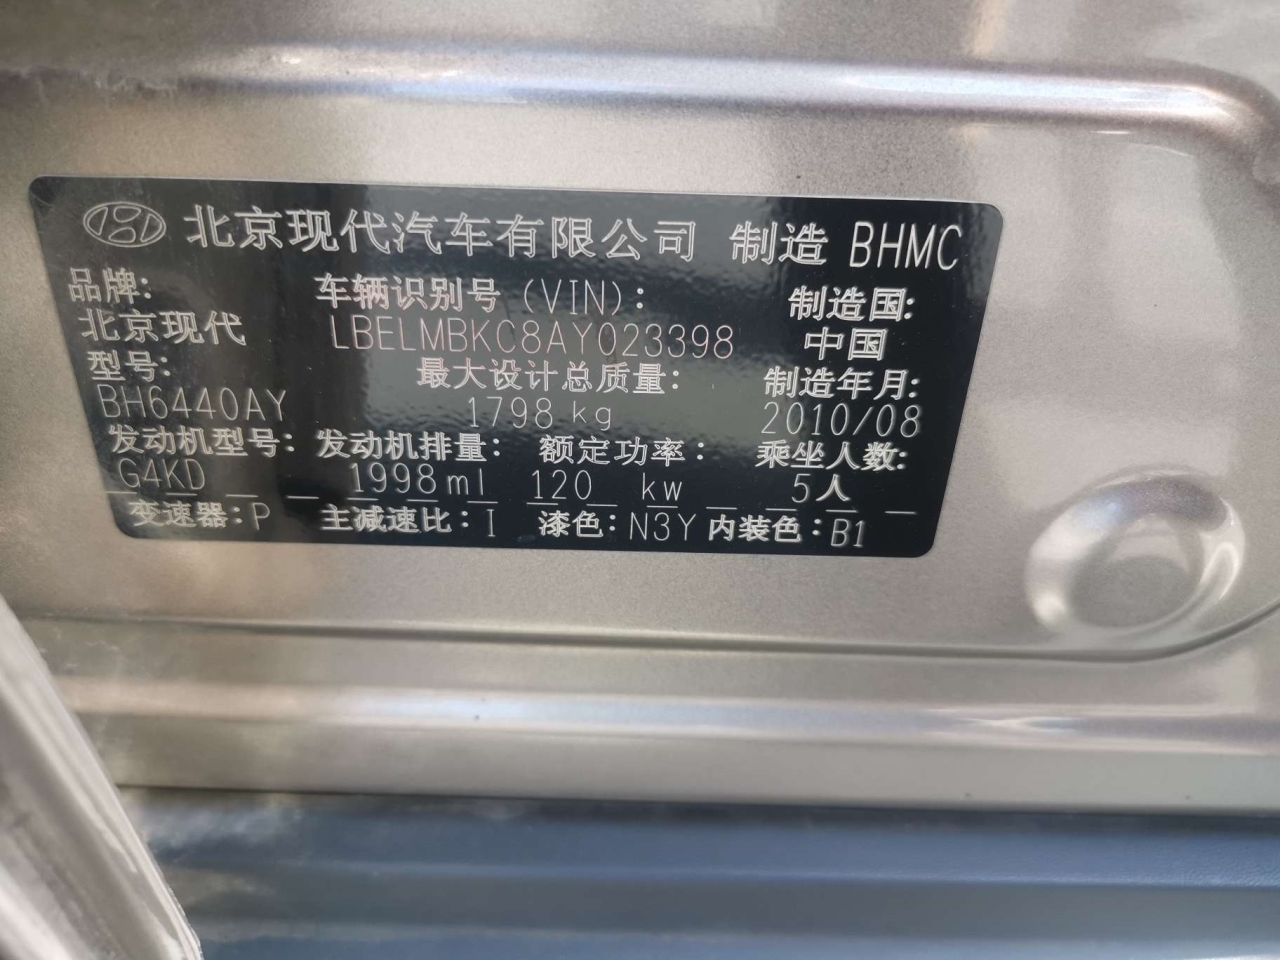 北京现代汽车有限公司 制造 BHMC
品牌: 车辆识别号 (VIN): 制造国:
北京现代 LBELMBKC8AY023398 中国
型号: 最大设计总质量: 制造年月:
BH6440AY 1798kg 2010/08
发动机型号: 发动机排量: 额定功率: 乘坐人数:
G4KD 1998ml 120 kw 5人
变速器:P 主减速比:I 漆色:N3Y 内装色:B1